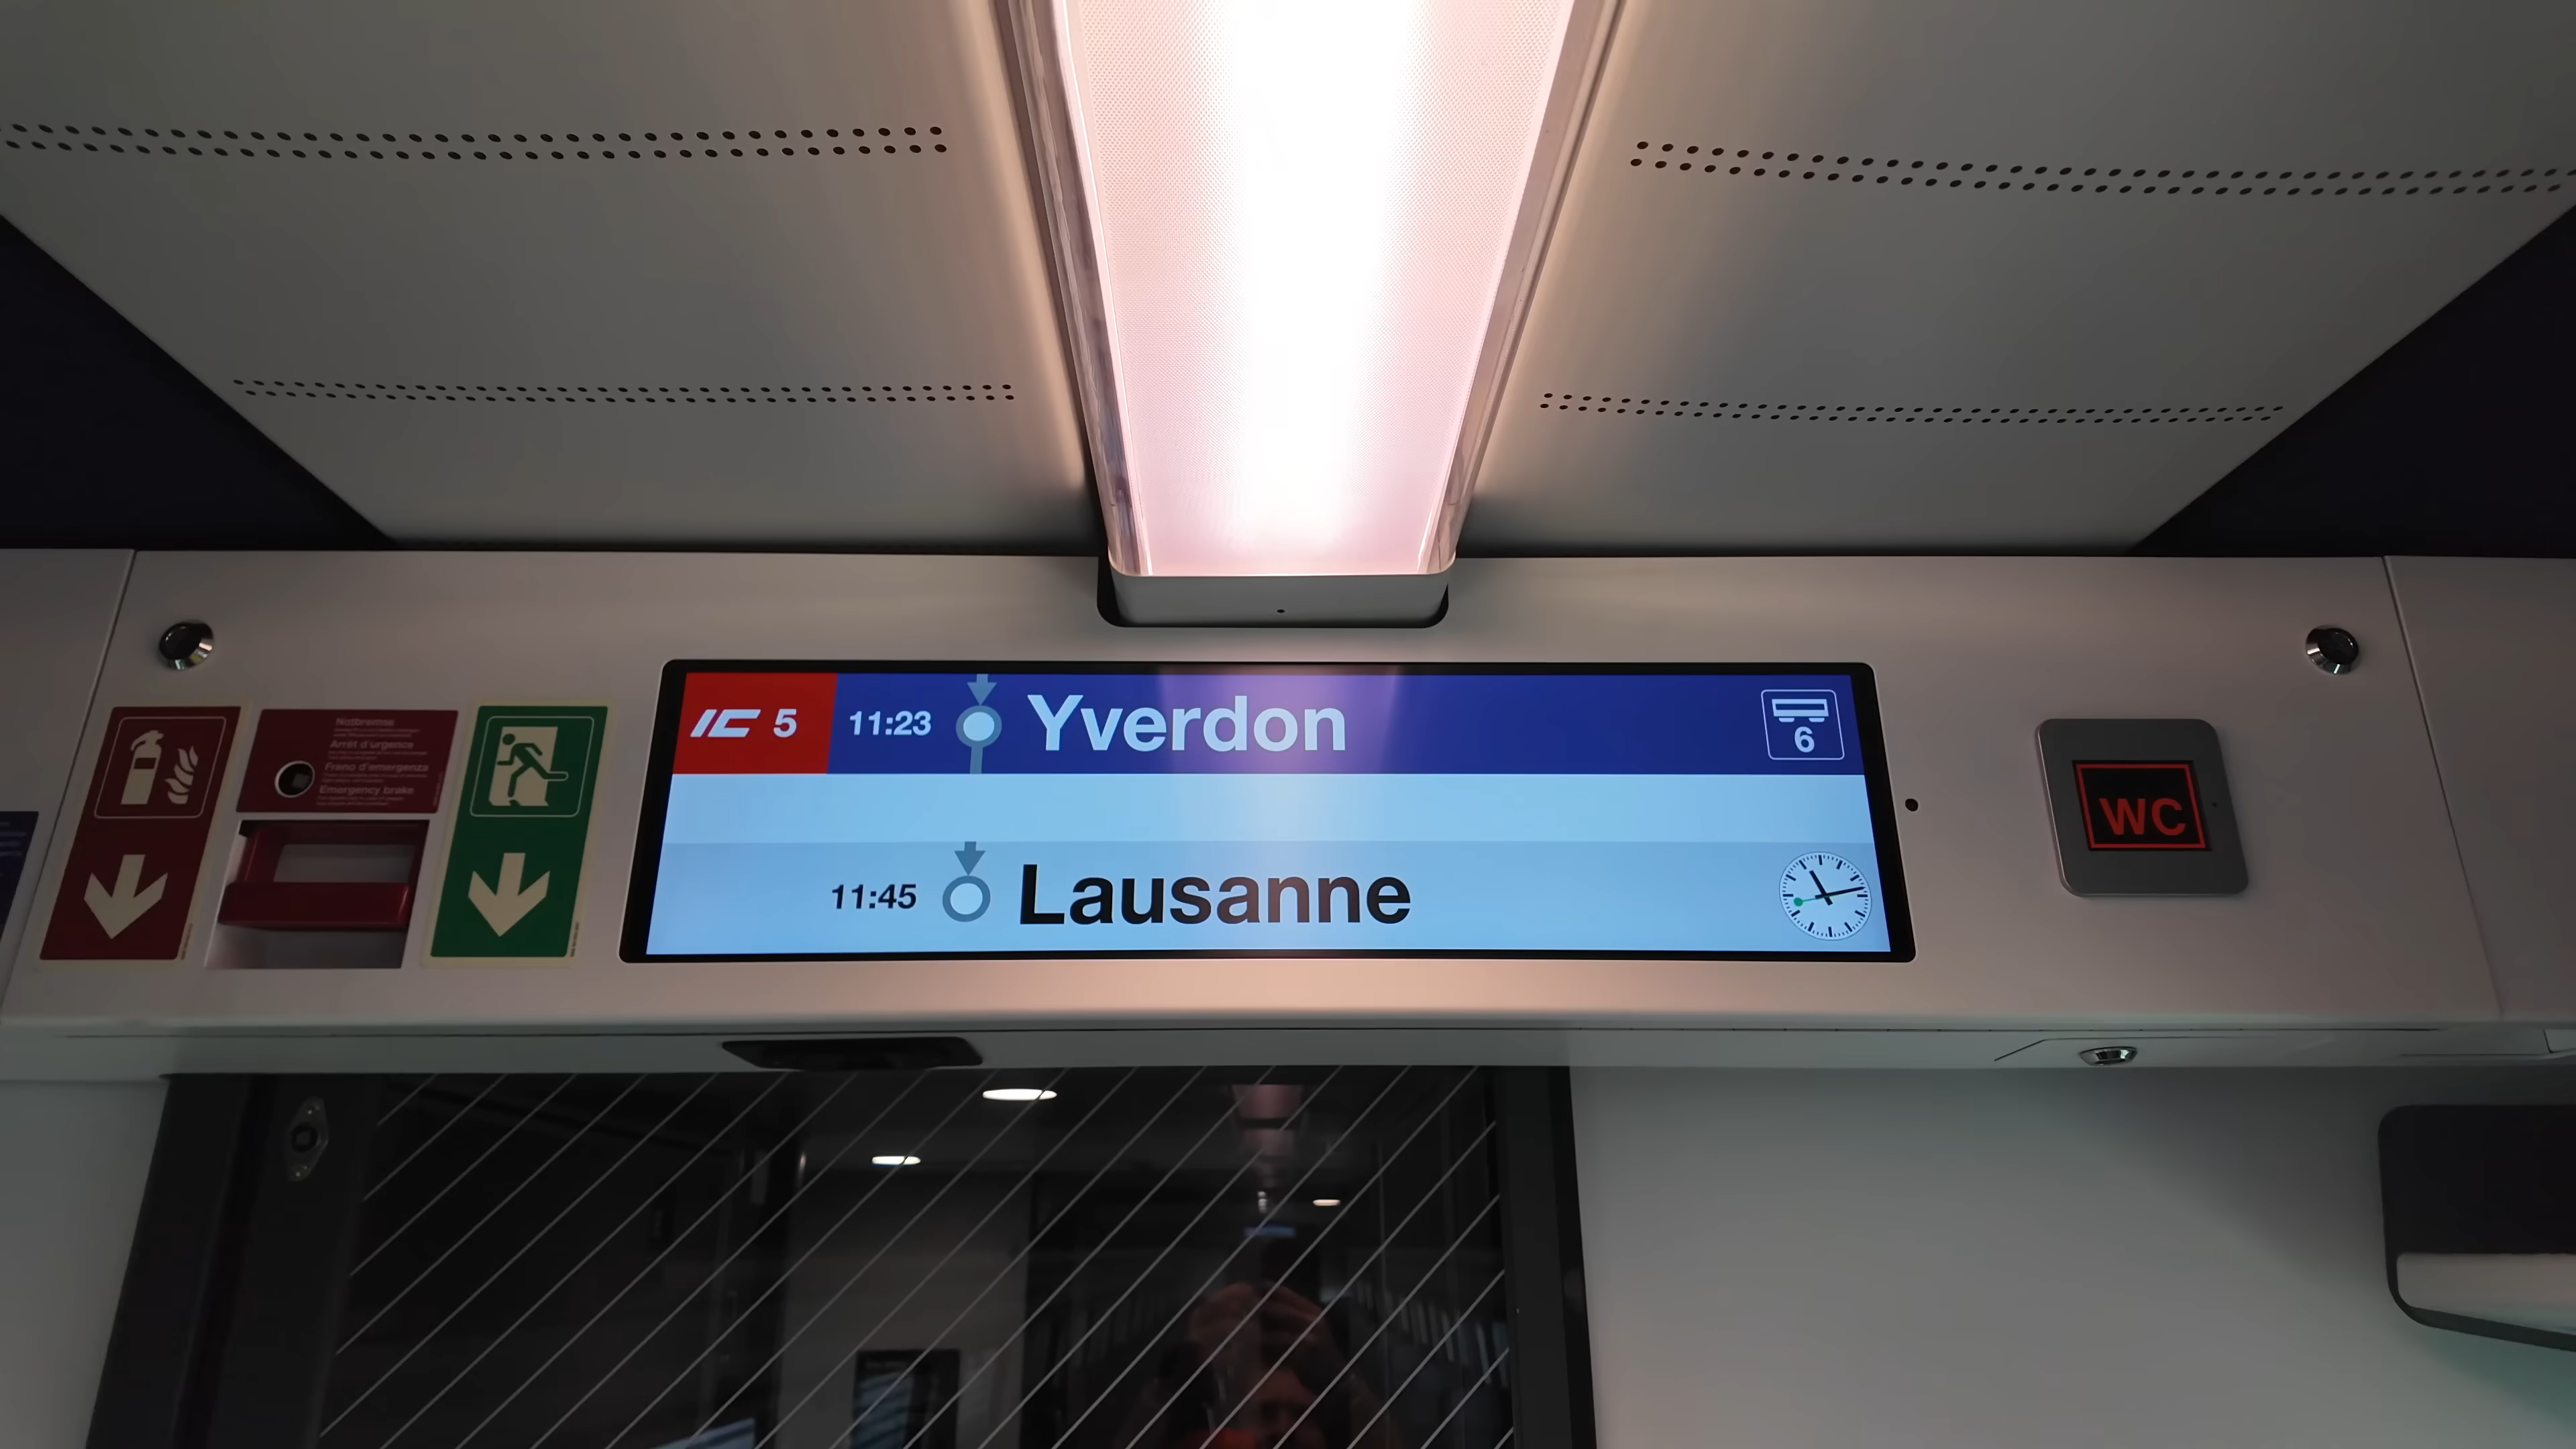 Notbremse
Arrêt d'urgence
Freno d'emergenza
Emergency brake
IC 5 11:23 Yverdon 6
11:45 Lausanne
WC